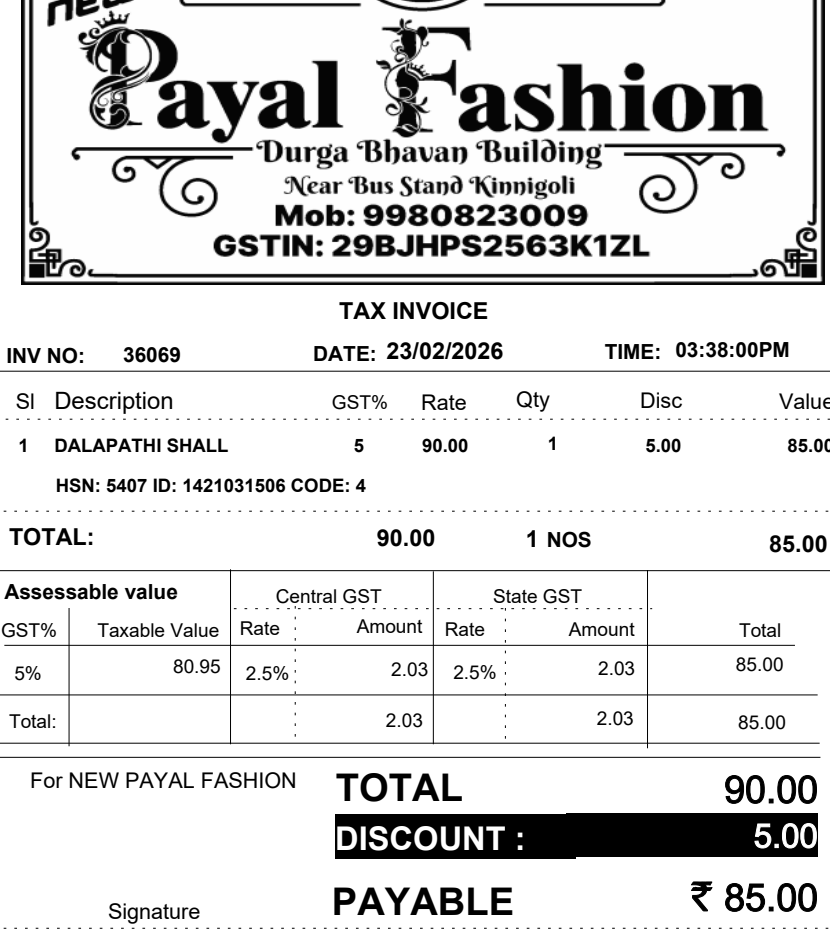 new
Payal Fashion
Durga Bhavan Building
Near Bus Stand Kinnigoli
Mob: 9980823009
GSTIN: 29BJHPS2563K1ZL
TAX INVOICE
INV NO: 36069 DATE: 23/02/2026 TIME: 03:38:00PM
Sl Description GST% Rate Qty Disc Value
1 DALAPATHI SHALL 5 90.00 1 5.00 85.00
HSN: 5407 ID: 1421031506 CODE: 4
TOTAL: 90.00 1 NOS 85.00
Assessable value Central GST State GST
GST% Taxable Value Rate Amount Rate Amount Total
5% 80.95 2.5% 2.03 2.5% 2.03 85.00
Total: 2.03 2.03 85.00
For NEW PAYAL FASHION TOTAL 90.00
DISCOUNT : 5.00
Signature PAYABLE ₹ 85.00